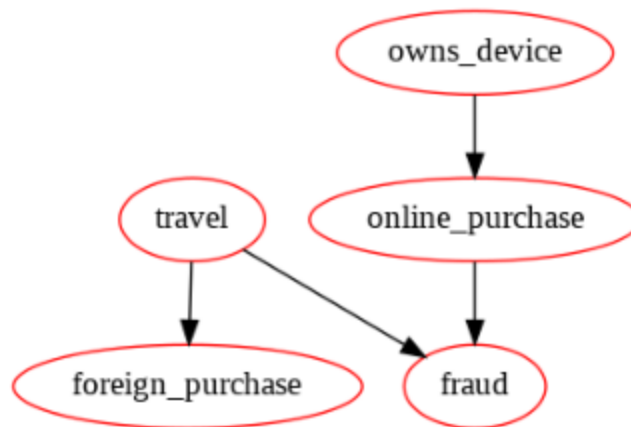 owns_device
travel
online_purchase
foreign_purchase
fraud